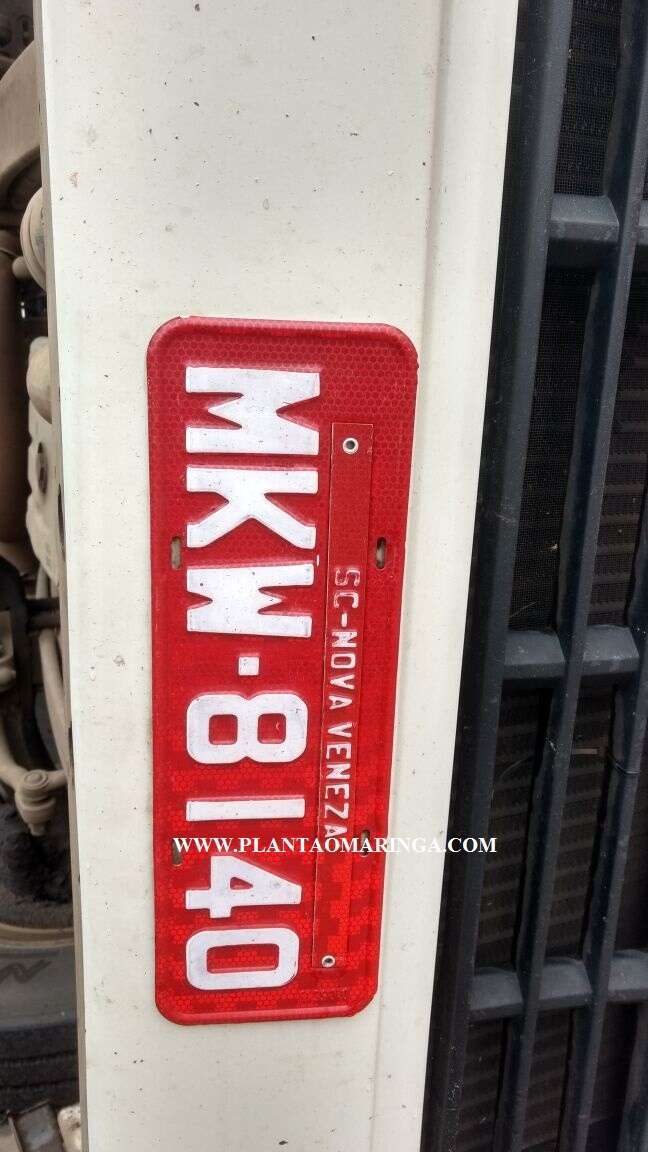 SC-NOVA VENEZA
MKW·8140
WWW.PLANTAOMARINGA.COM